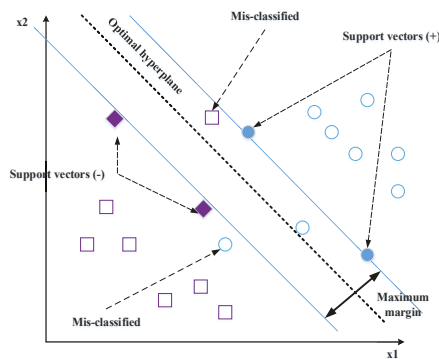 x2
Mis-classified
Support vectors (+)
Optimal hyperplane
Support vectors (-)
Mis-classified
Maximum
margin
x1